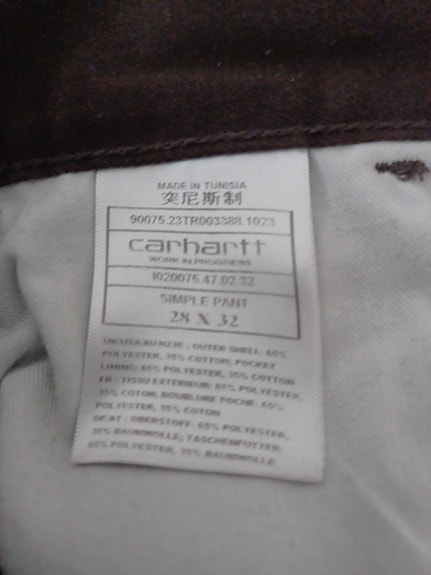 MADE IN TUNISIA
突尼斯制
90075.23TR003388.1023
carhartt
WORK IN PROGRESS
I020075.47.02.32
SIMPLE PANT
28 X 32
UK/USA/AU/NZ/IE : OUTER SHELL: 65%
POLYESTER, 35% COTTON; POCKET
LINING: 65% POLYESTER, 35% COTTON
FR : TISSU EXTERIEUR: 65% POLYESTER,
35% COTON; DOUBLURE POCHE: 65%
POLYESTER, 35% COTON
DE/AT : OBERSTOFF: 65% POLYESTER,
35% BAUMWOLLE; TASCHENFUTTER:
65% POLYESTER, 35% BAUMWOLLE